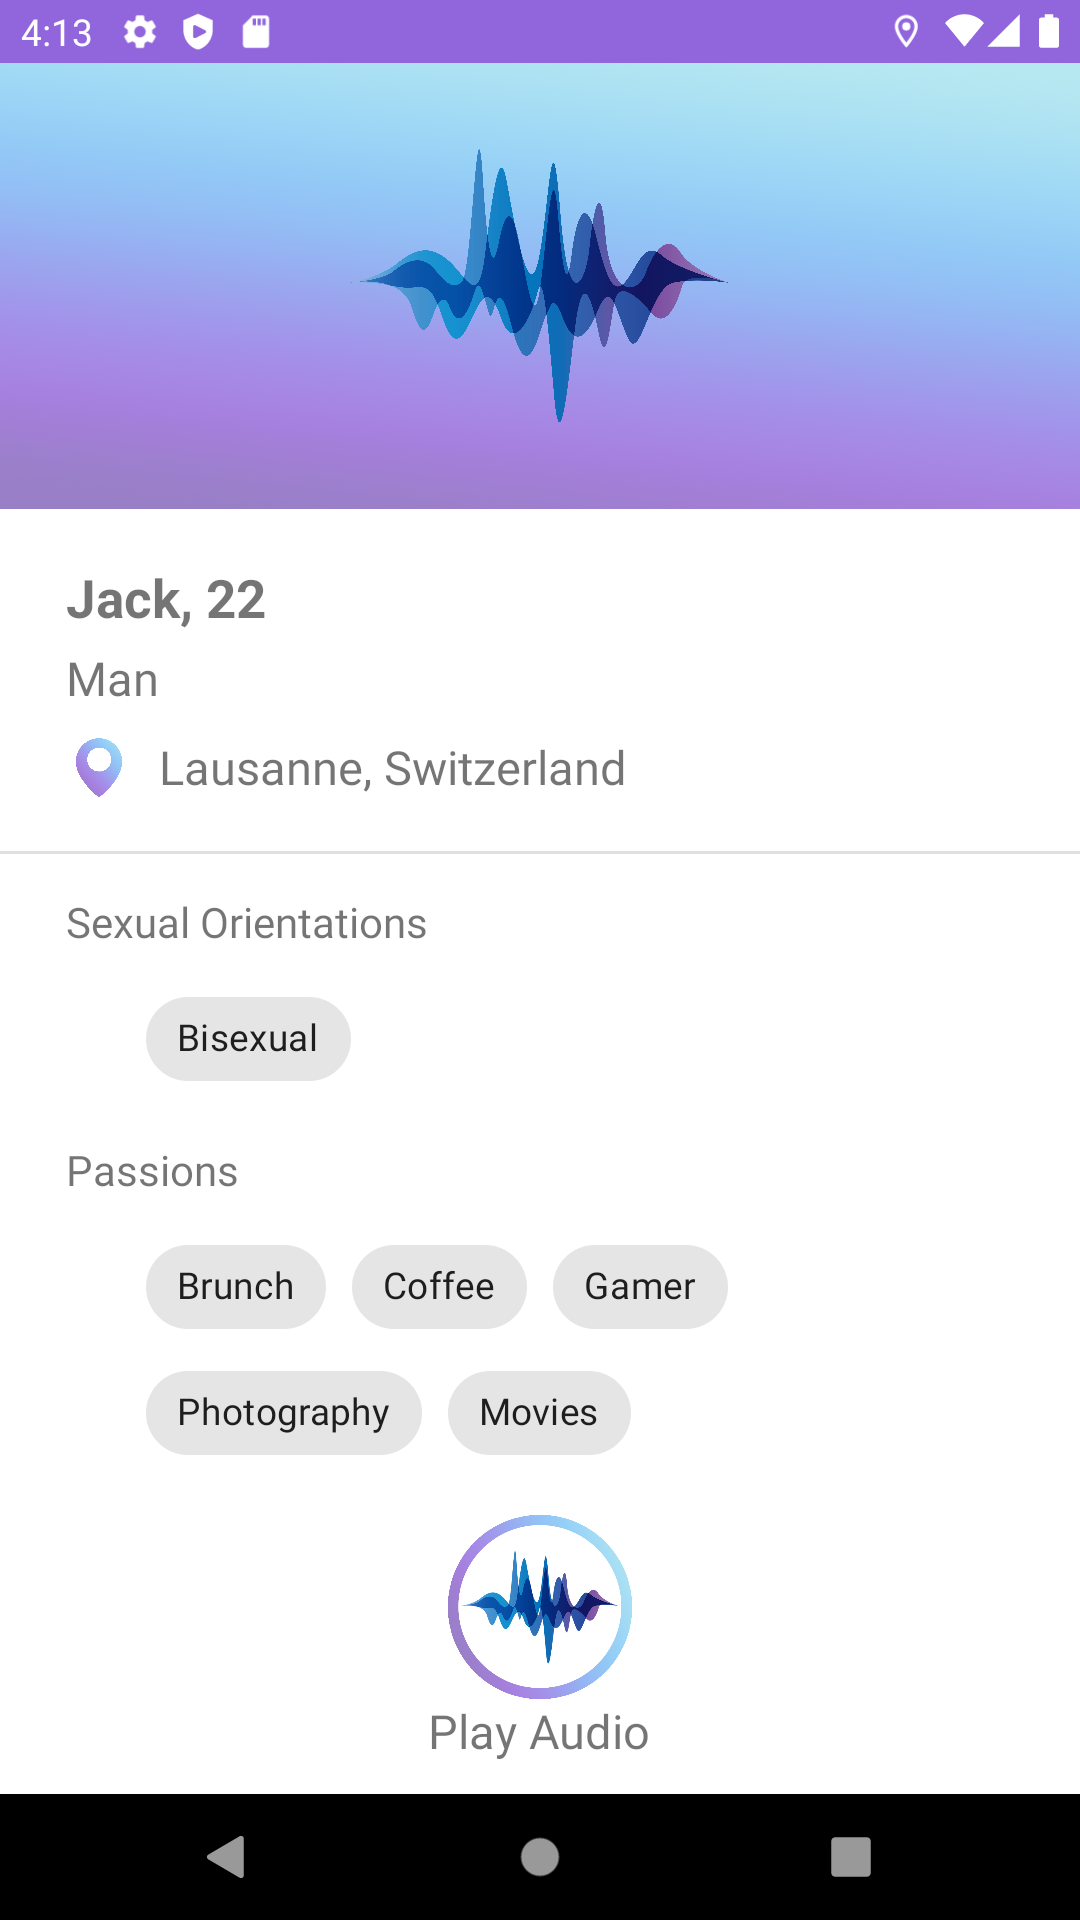 4:13
Jack, 22
Man
Lausanne, Switzerland
Sexual Orientations
Bisexual
Passions
Brunch Coffee Gamer
Photography Movies
Play Audio